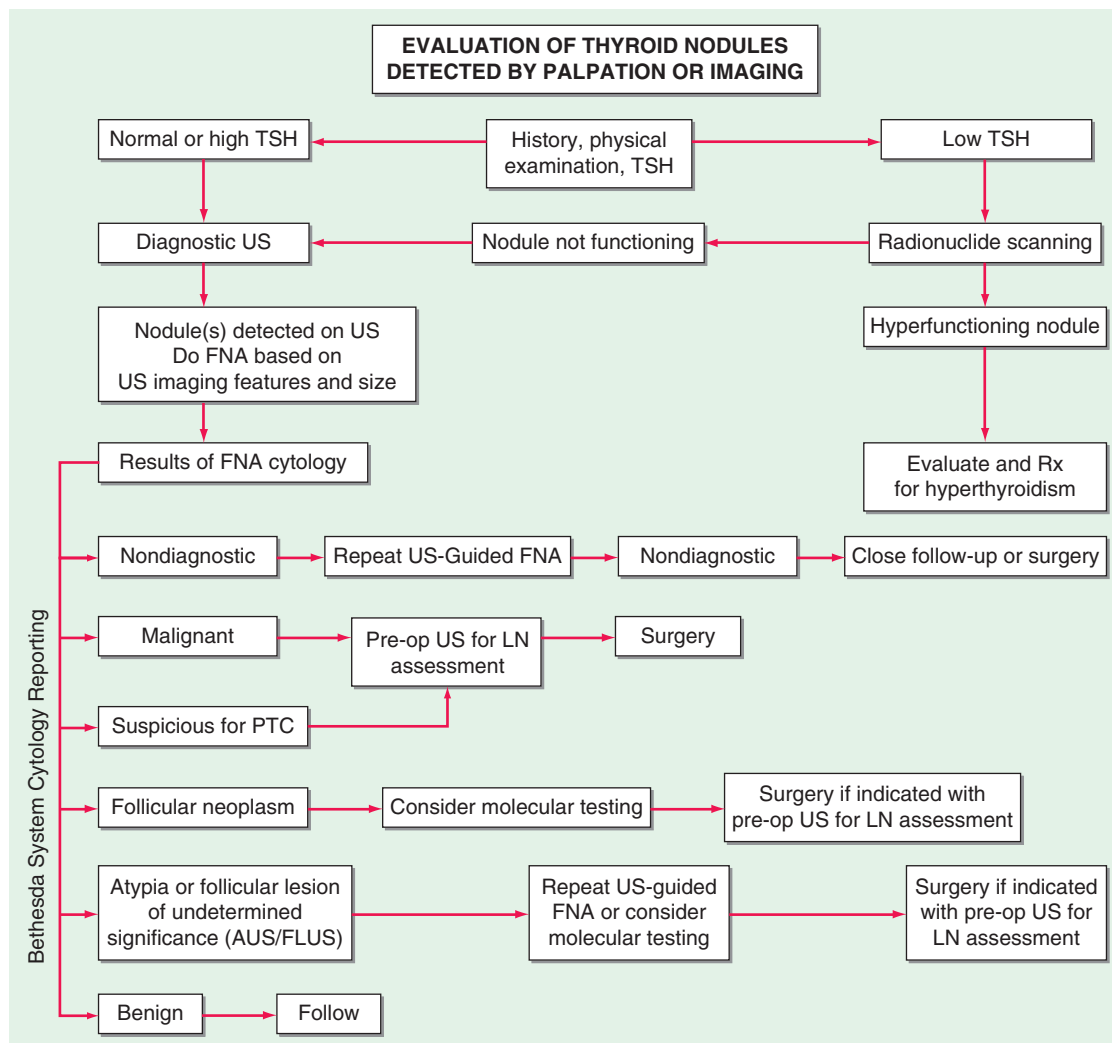 EVALUATION OF THYROID NODULES
DETECTED BY PALPATION OR IMAGING
Normal or high TSH
History, physical
examination, TSH
Low TSH
Diagnostic US
Nodule not functioning
Radionuclide scanning
Nodule(s) detected on US
Do FNA based on
US imaging features and size
Hyperfunctioning nodule
Results of FNA cytology
Evaluate and Rx
for hyperthyroidism
Bethesda System Cytology Reporting
Nondiagnostic
Repeat US-Guided FNA
Nondiagnostic
Close follow-up or surgery
Malignant
Pre-op US for LN
assessment
Surgery
Suspicious for PTC
Follicular neoplasm
Consider molecular testing
Surgery if indicated with
pre-op US for LN assessment
Atypia or follicular lesion
of undetermined
significance (AUS/FLUS)
Repeat US-guided
FNA or consider
molecular testing
Surgery if indicated
with pre-op US for
LN assessment
Benign
Follow